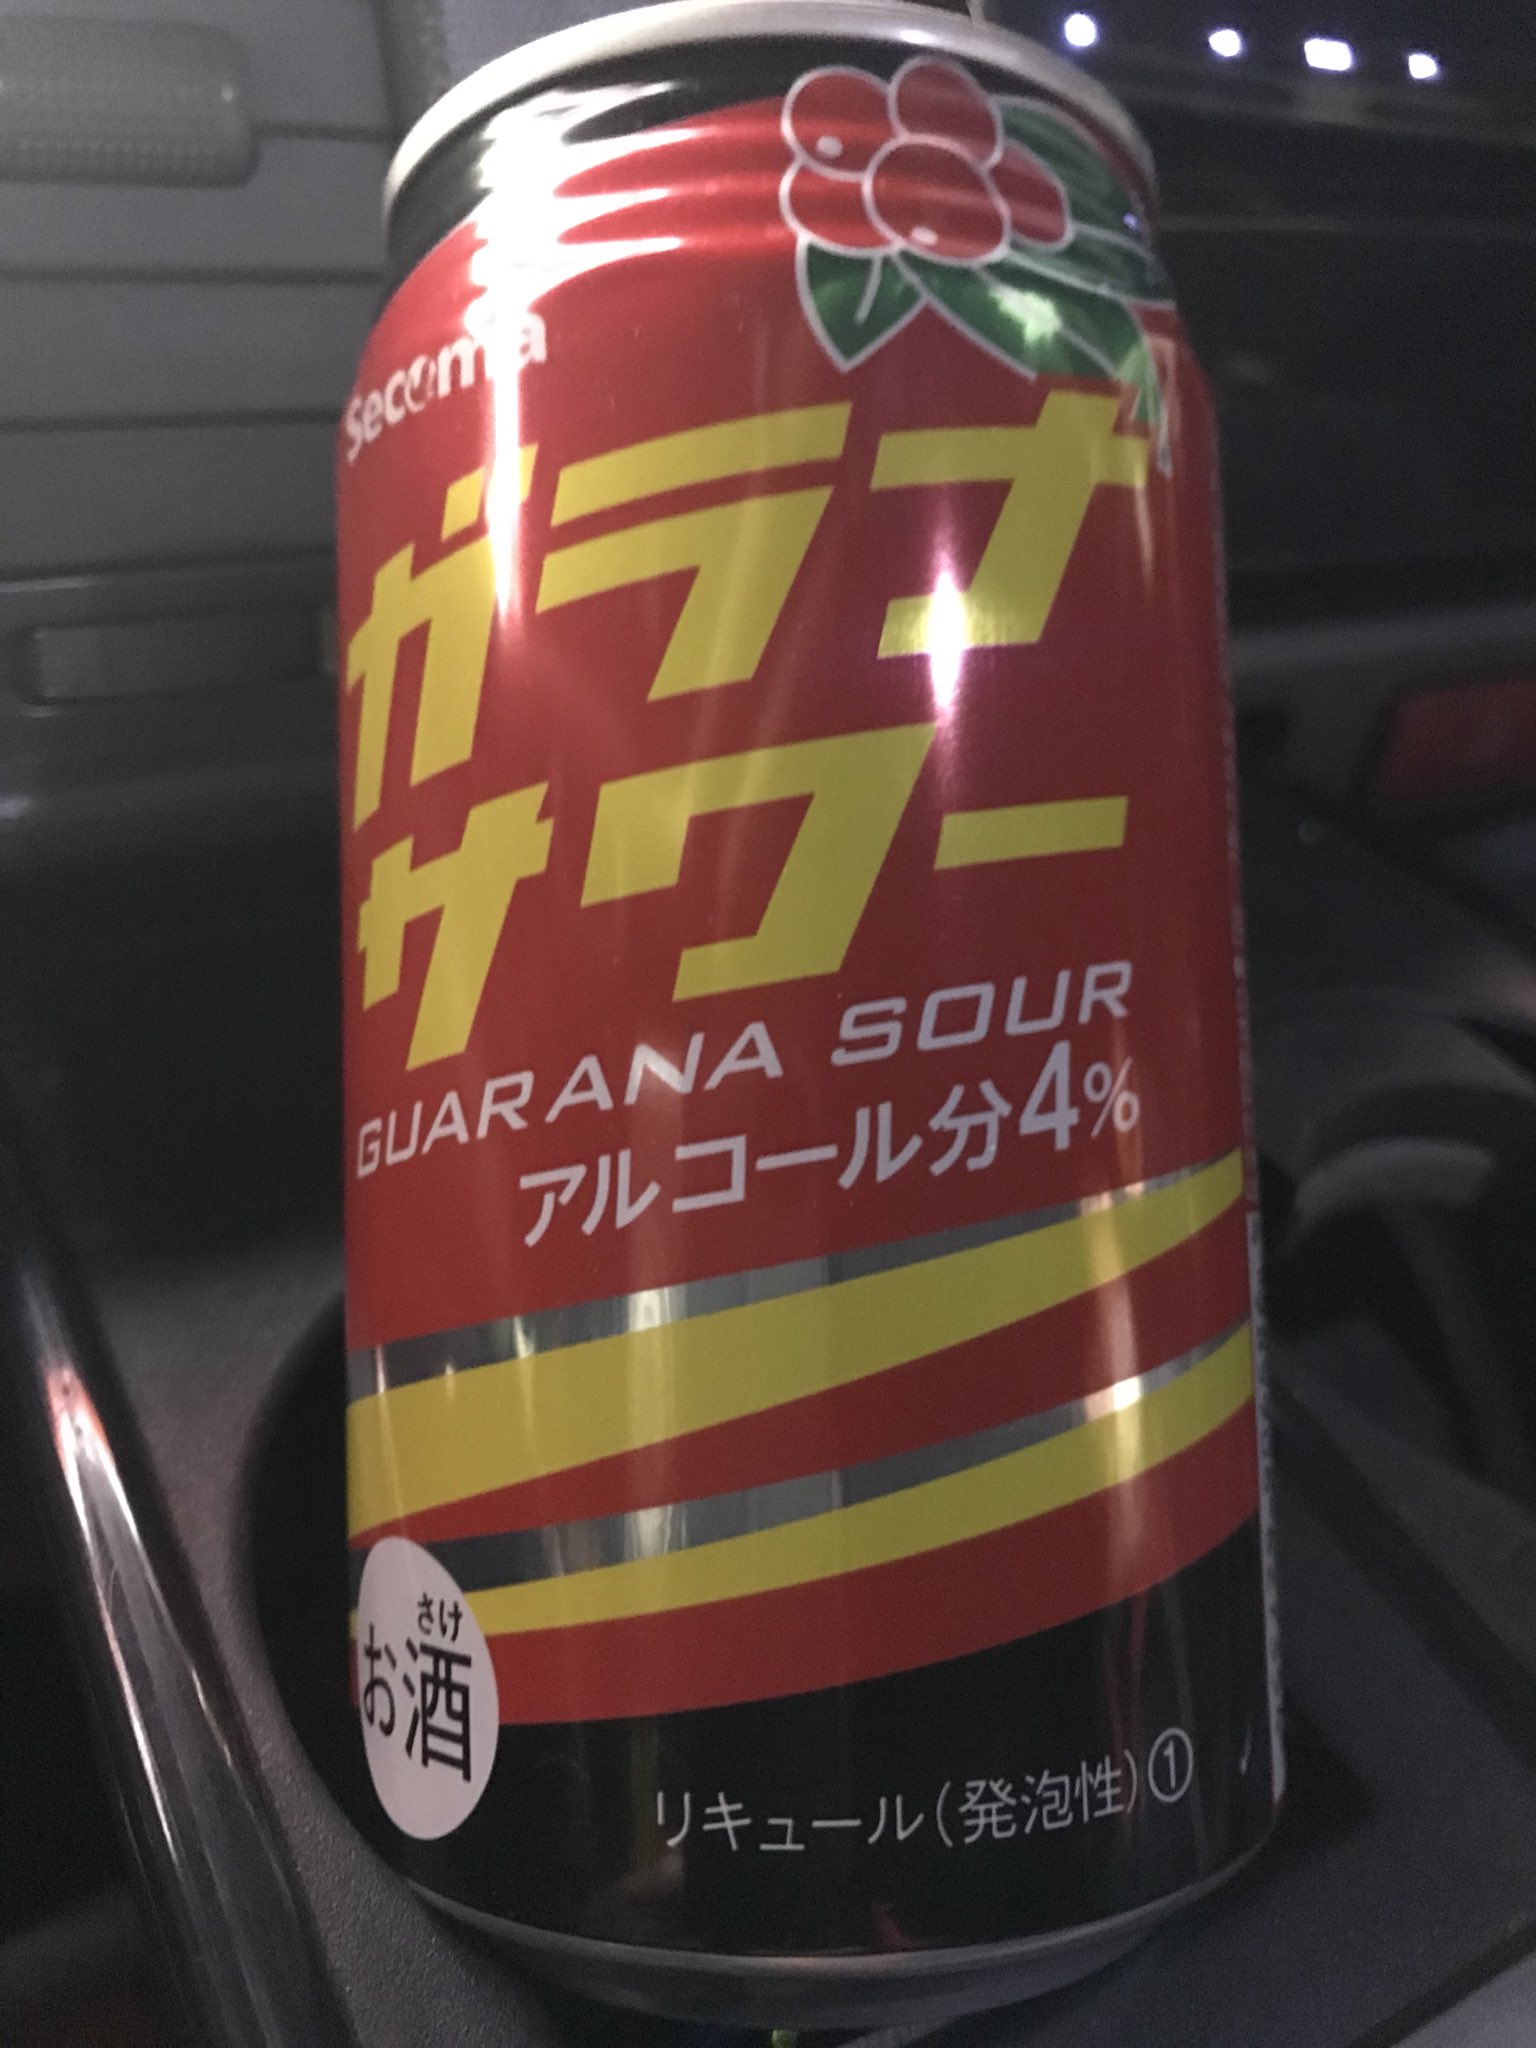 Secoma
ガラナ
サワー
GUARANA SOUR
アルコール分4%
さけ
お酒
リキュール(発泡性)①